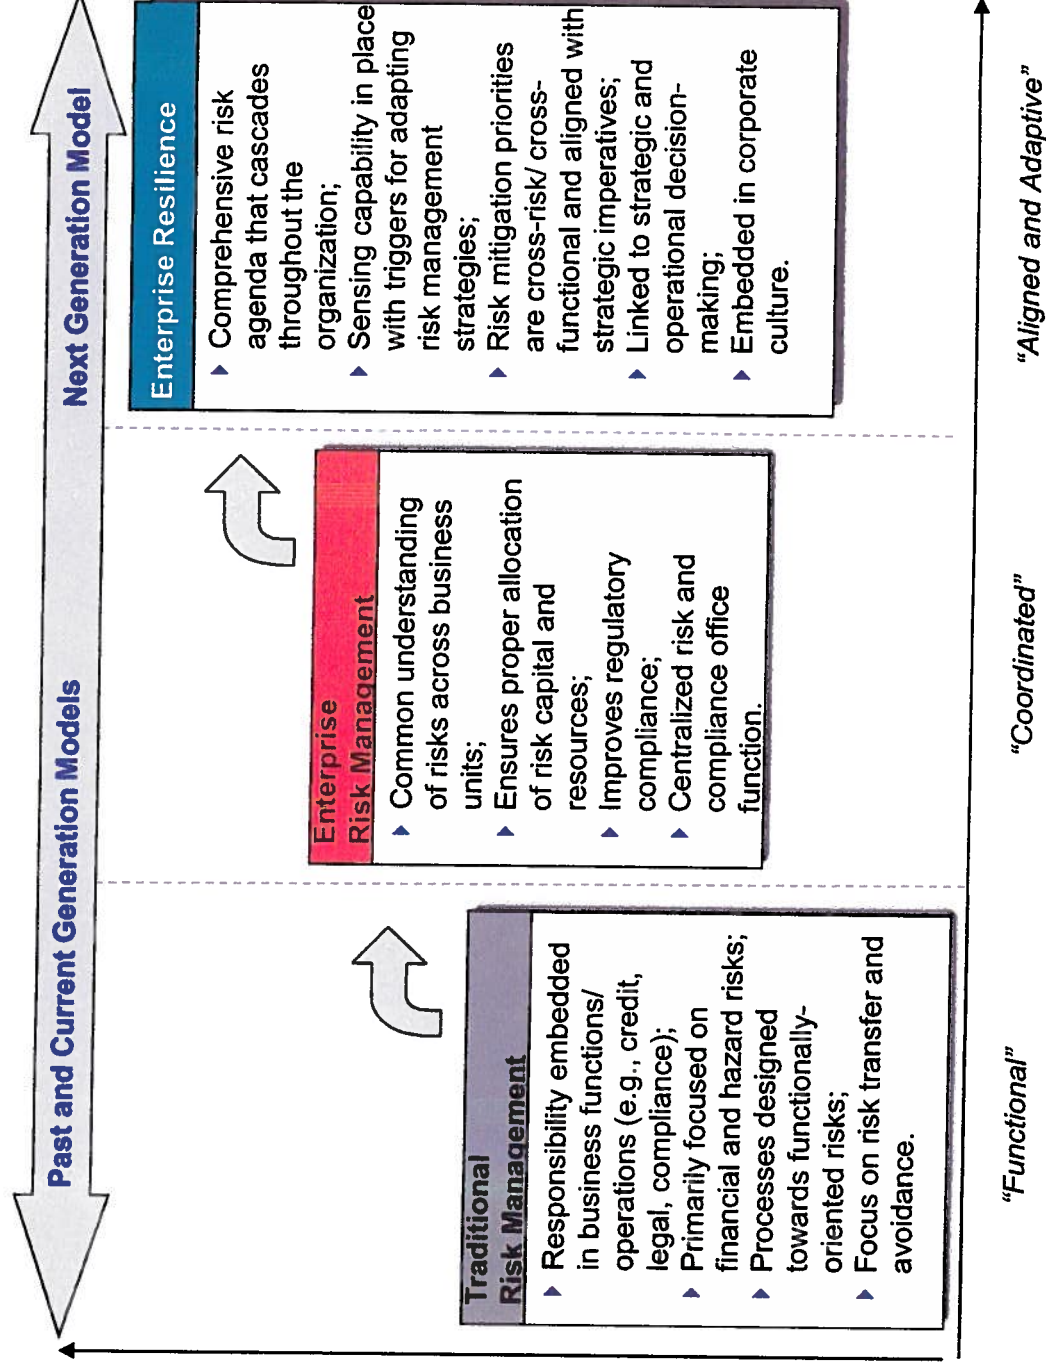 Past and Current Generation Models
Next Generation Model
Traditional
Risk Management
Responsibility embedded
in business functions/
operations (e.g., credit,
legal, compliance);
Primarily focused on
financial and hazard risks;
Processes designed
towards functionally-
oriented risks;
Focus on risk transfer and
avoidance.
Enterprise
Risk Management
Common understanding
of risks across business
units;
Ensures proper allocation
of risk capital and
resources;
Improves regulatory
compliance;
Centralized risk and
compliance office
function.
Enterprise Resilience
Comprehensive risk
agenda that cascades
throughout the
organization;
Sensing capability in place
with triggers for adapting
risk management
strategies;
Risk mitigation priorities
are cross-risk/ cross-
functional and aligned with
strategic imperatives;
Linked to strategic and
operational decision-
making;
Embedded in corporate
culture.
“Functional”
“Coordinated”
“Aligned and Adaptive”